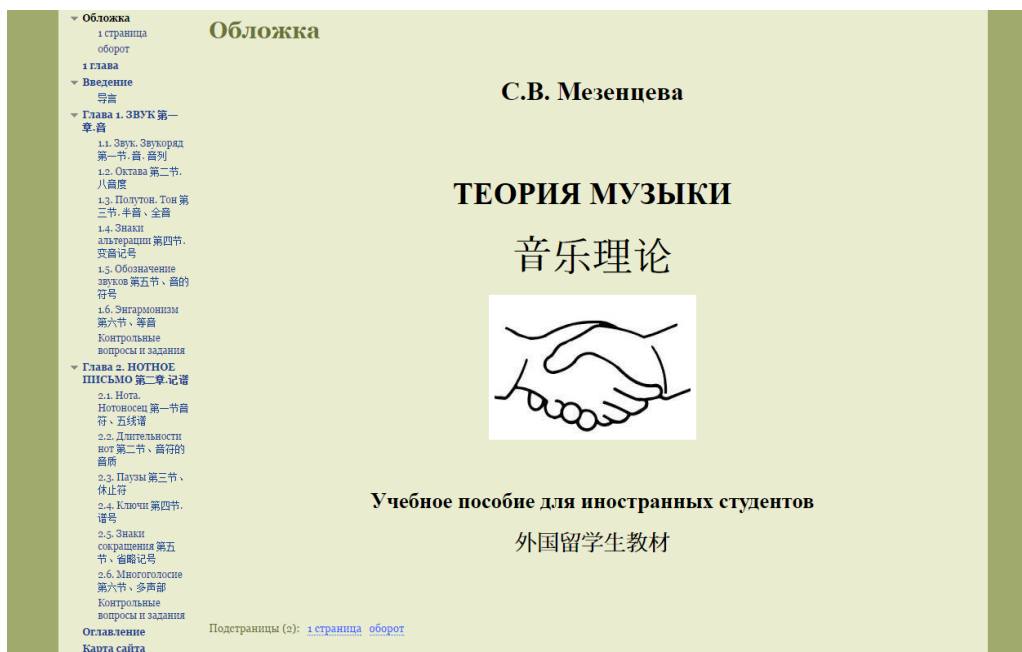 Обложка
1 страница
оборот
1 глава
Введение
导言
Глава 1. ЗВУК 第一
章.音
1.1. Звук. Звукоряд
第一节. 音. 音列
1.2. Октава 第二节.
八音度
1.3. Полутон. Тон 第
三节. 半音、全音
1.4. Знаки
альтерации 第四节.
变音记号
1.5. Обозначение
звуков 第五节、音的
符号
1.6. Энгармонизм
第六节、等音
Контрольные
вопросы и задания
Глава 2. НОТНОЕ
ПИСЬМО 第二章.记谱
2.1. Нота.
Нотоносец 第一节音
符、五线谱
2.2. Длительности
нот 第二节、音符的
音质
2.3. Паузы 第三节、
休止符
2.4. Ключи 第四节.
谱号
2.5. Знаки
сокращения 第五
节、省略记号
2.6. Многоголосие
第六节、多声部
Контрольные
вопросы и задания
Оглавление
Карта сайта
Обложка
С.В. Мезенцева
ТЕОРИЯ МУЗЫКИ
音乐理论
Учебное пособие для иностранных студентов
外国留学生教材
Подстраницы (2): 1 страница оборот